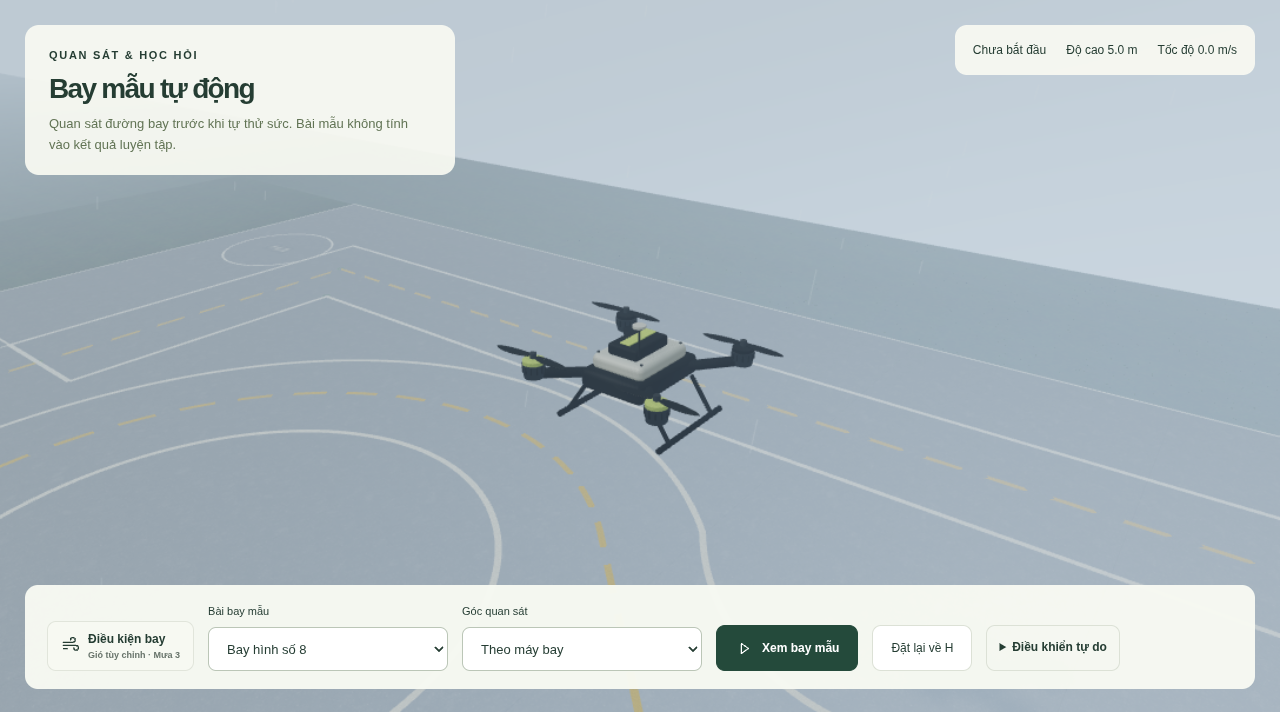 QUAN SÁT & HỌC HỎI
Bay mẫu tự động
Quan sát đường bay trước khi tự thử sức. Bài mẫu không tính
vào kết quả luyện tập.
Chưa bắt đầu Độ cao 5.0 m Tốc độ 0.0 m/s
Bài bay mẫu
Góc quan sát
Điều kiện bay
Gió tùy chỉnh · Mưa 3
Bay hình số 8
Theo máy bay
Xem bay mẫu
Đặt lại về H
Điều khiển tự do